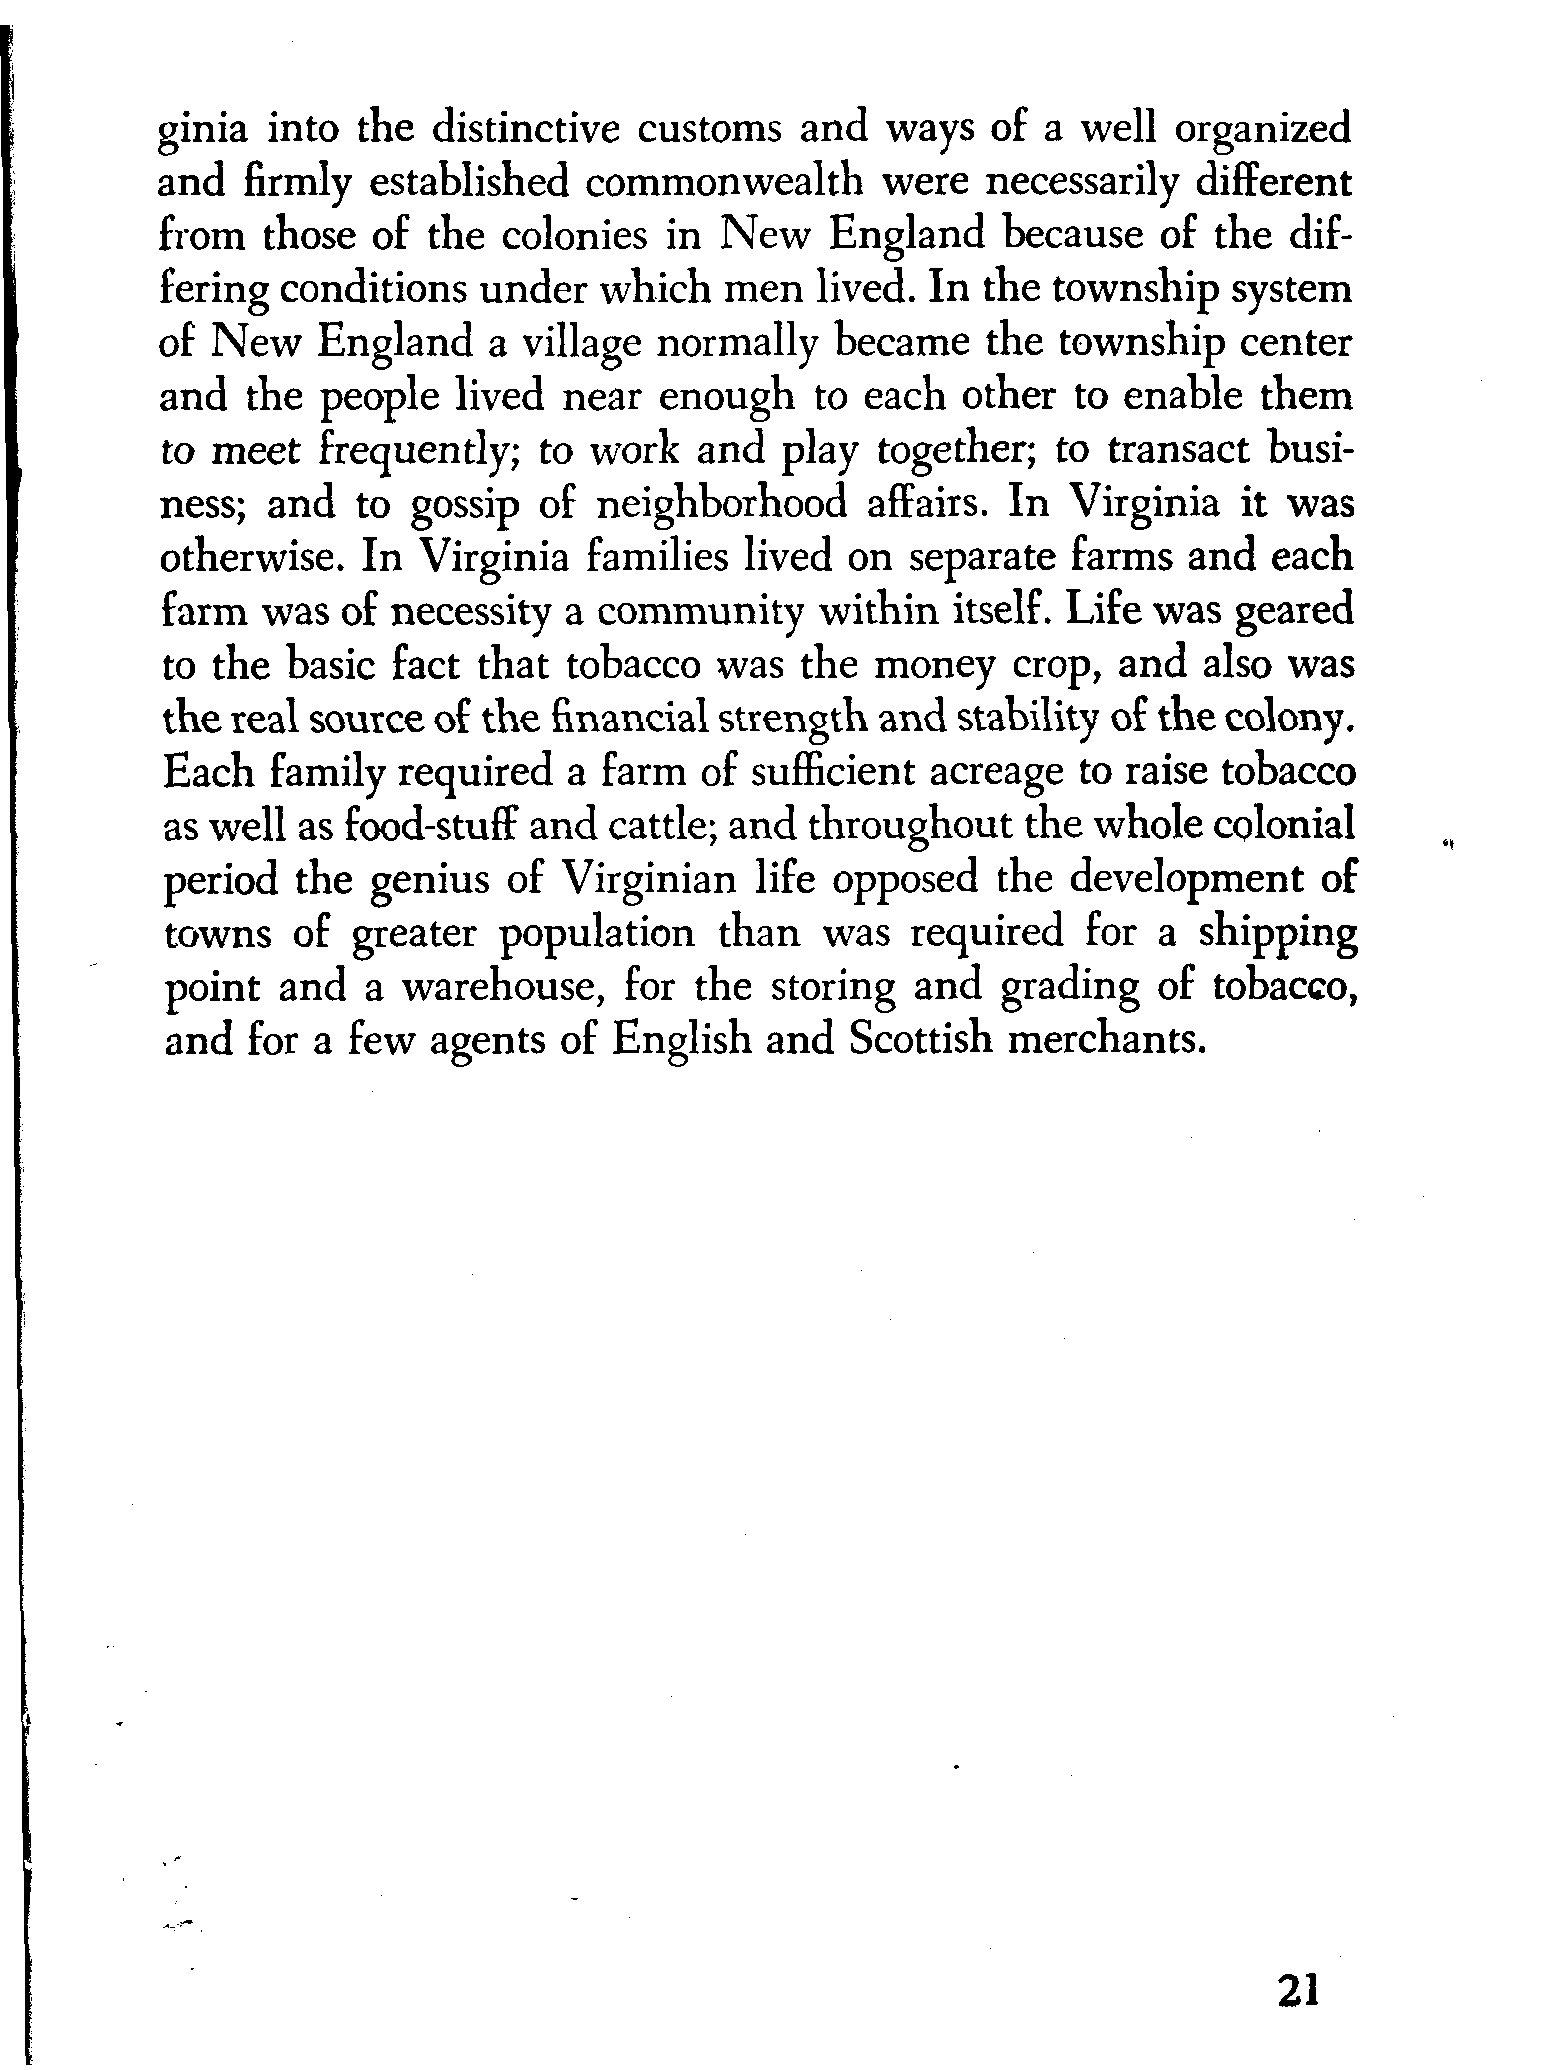 ginia into the distinctive customs and ways of a well organized
and firmly established commonwealth were necessarily different
from those of the colonies in New England because of the dif-
fering conditions under which men lived. In the township system
of New England a village normally became the township center
and the people lived near enough to each other to enable them
to meet frequently; to work and play together; to transact busi-
ness; and to gossip of neighborhood affairs. In Virginia it was
otherwise. In Virginia families lived on separate farms and each
farm was of necessity a community within itself. Life was geared
to the basic fact that tobacco was the money crop, and also was
the real source of the financial strength and stability of the colony.
Each family required a farm of sufficient acreage to raise tobacco
as well as food-stuff and cattle; and throughout the whole colonial
period the genius of Virginian life opposed the development of
towns of greater population than was required for a shipping
point and a warehouse, for the storing and grading of tobacco,
and for a few agents of English and Scottish merchants.
21